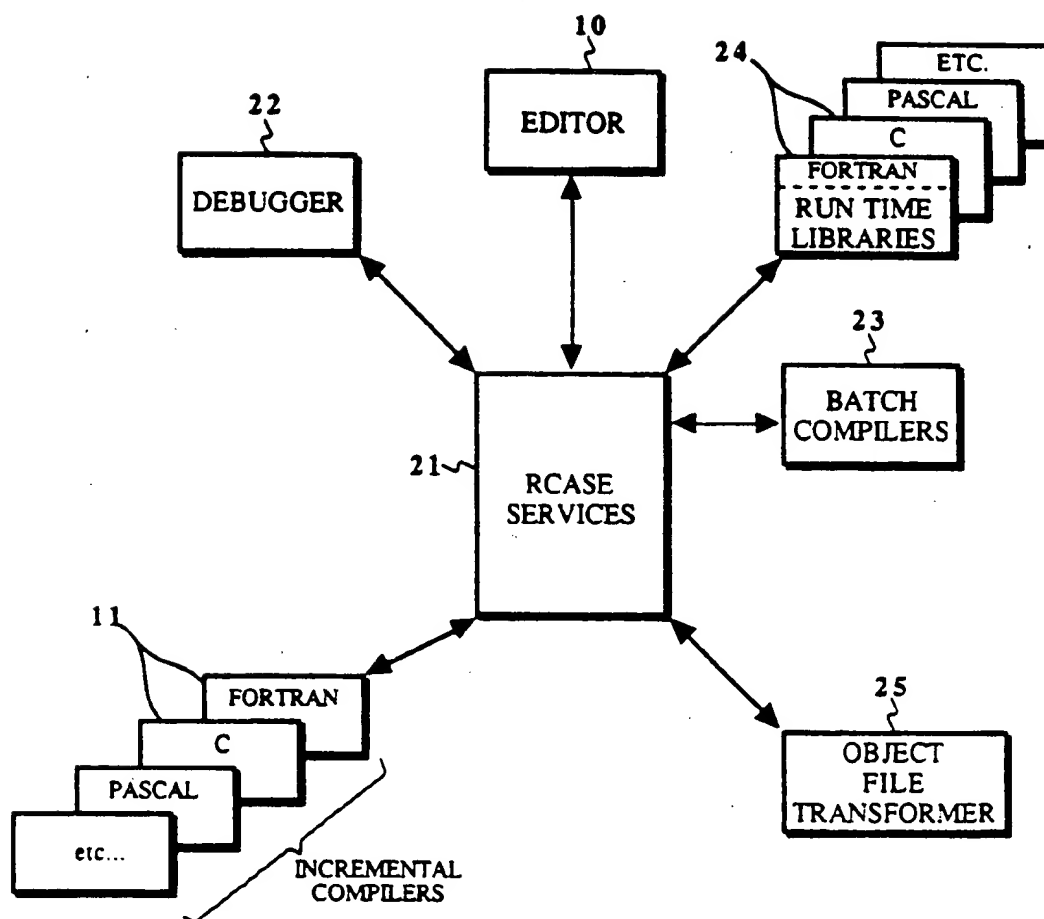 10
EDITOR
22
DEBUGGER
24
ETC.
PASCAL
C
FORTRAN
RUN TIME
LIBRARIES
23
BATCH
COMPILERS
21
RCASE
SERVICES
11
FORTRAN
C
PASCAL
etc...
INCREMENTAL
COMPILERS
25
OBJECT
FILE
TRANSFORMER